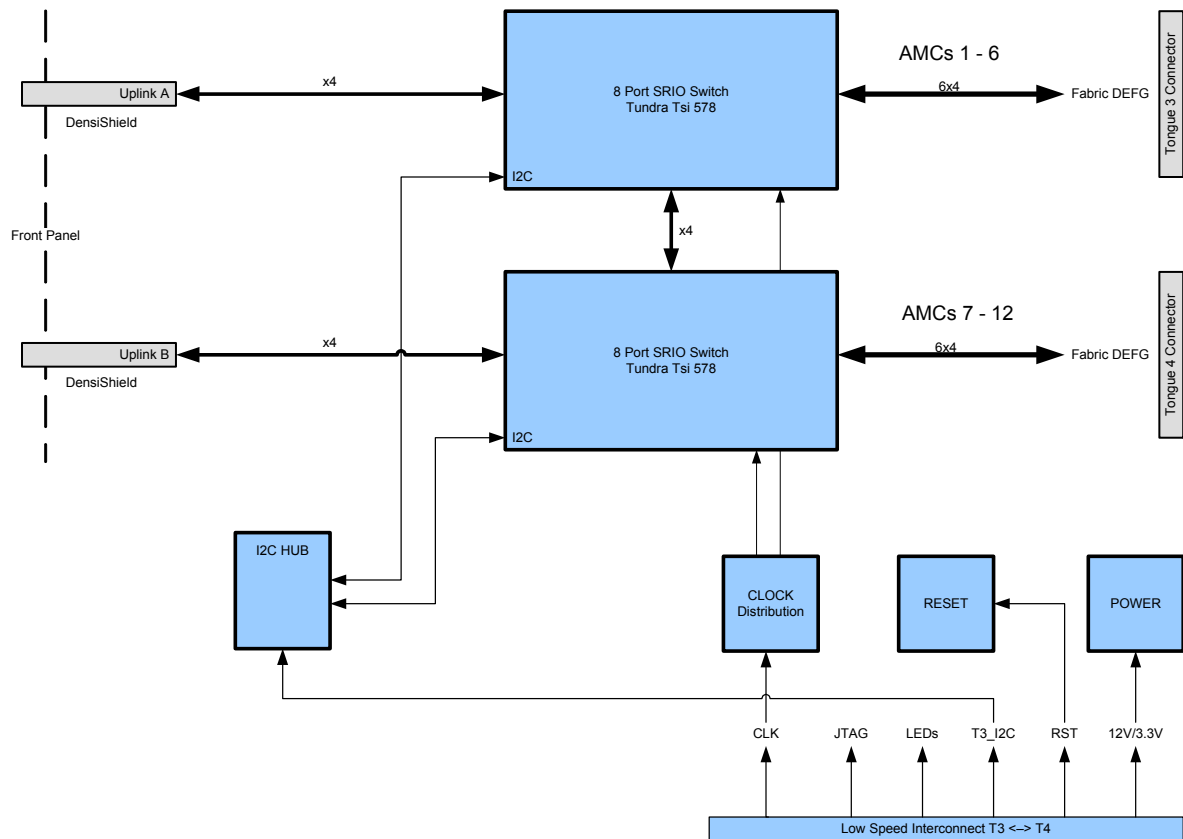 AMCs 1 - 6
Uplink A
x4
8 Port SRIO Switch
Tundra Tsi 578
6x4
Fabric DEFG
Tongue 3 Connector
DensiShield
I2C
Front Panel
x4
AMCs 7 - 12
Uplink B
x4
8 Port SRIO Switch
Tundra Tsi 578
6x4
Fabric DEFG
Tongue 4 Connector
DensiShield
I2C
I2C HUB
CLOCK
Distribution
RESET
POWER
CLK
JTAG
LEDs
T3_I2C
RST
12V/3.3V
Low Speed Interconnect T3 <--> T4